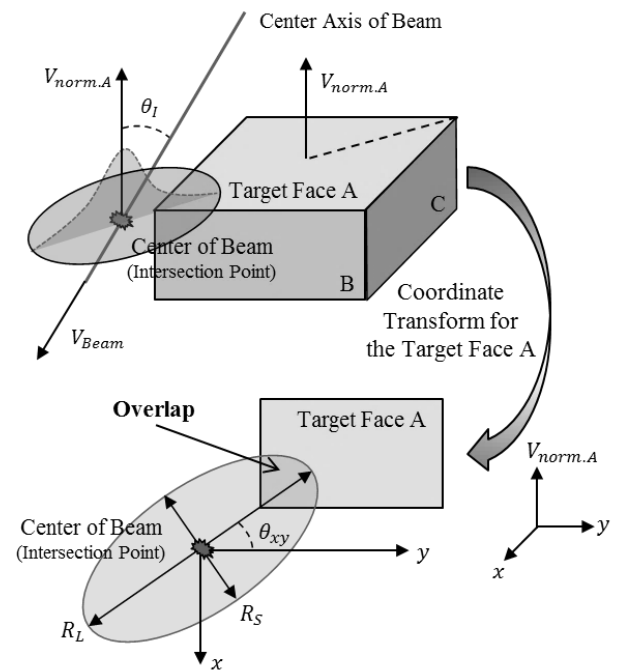 Center Axis of Beam
V_norm.A
θ_I
V_norm.A
Target Face A
C
Center of Beam
(Intersection Point)
B
V_Beam
Coordinate
Transform for
the Target Face A
Overlap
Target Face A
V_norm.A
Center of Beam
(Intersection Point)
θ_xy
y
y
x
R_L
R_S
x